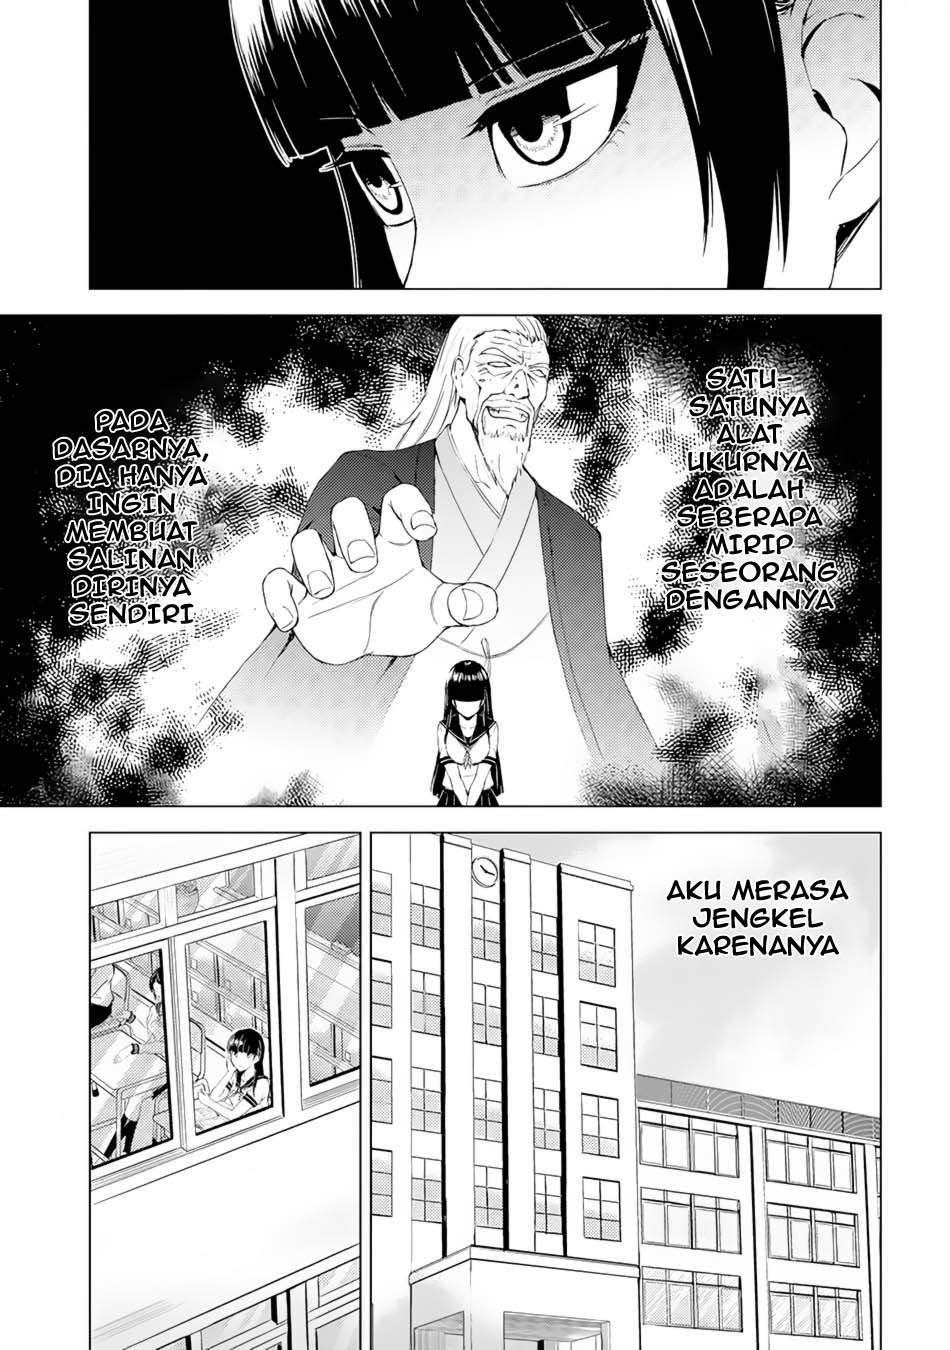 SATU-
SATUNYA
ALAT
UKURNYA
ADALAH
SEBERAPA
MIRIP
SESEORANG
DENGANNYA
PADA
DASARNYA,
DIA HANYA
INGIN
MEMBUAT
SALINAN
DIRINYA
SENDIRI
AKU MERASA
JENGKEL
KARENANYA